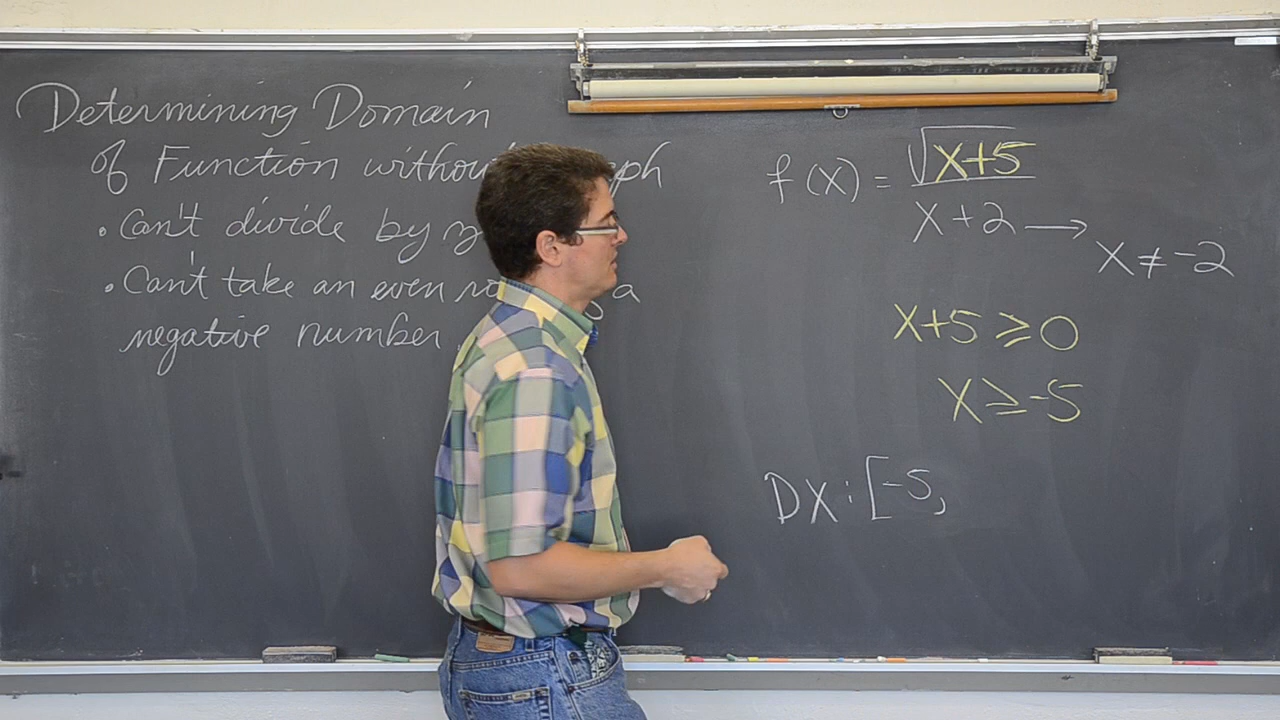 Determining Domain
of Function
• Can't divide by
• Can't take an even a
negative number
f(x) = √x+5
x+2 → x ≠ -2
x+5 ≥ 0
x ≥ -5
DX: [-5,